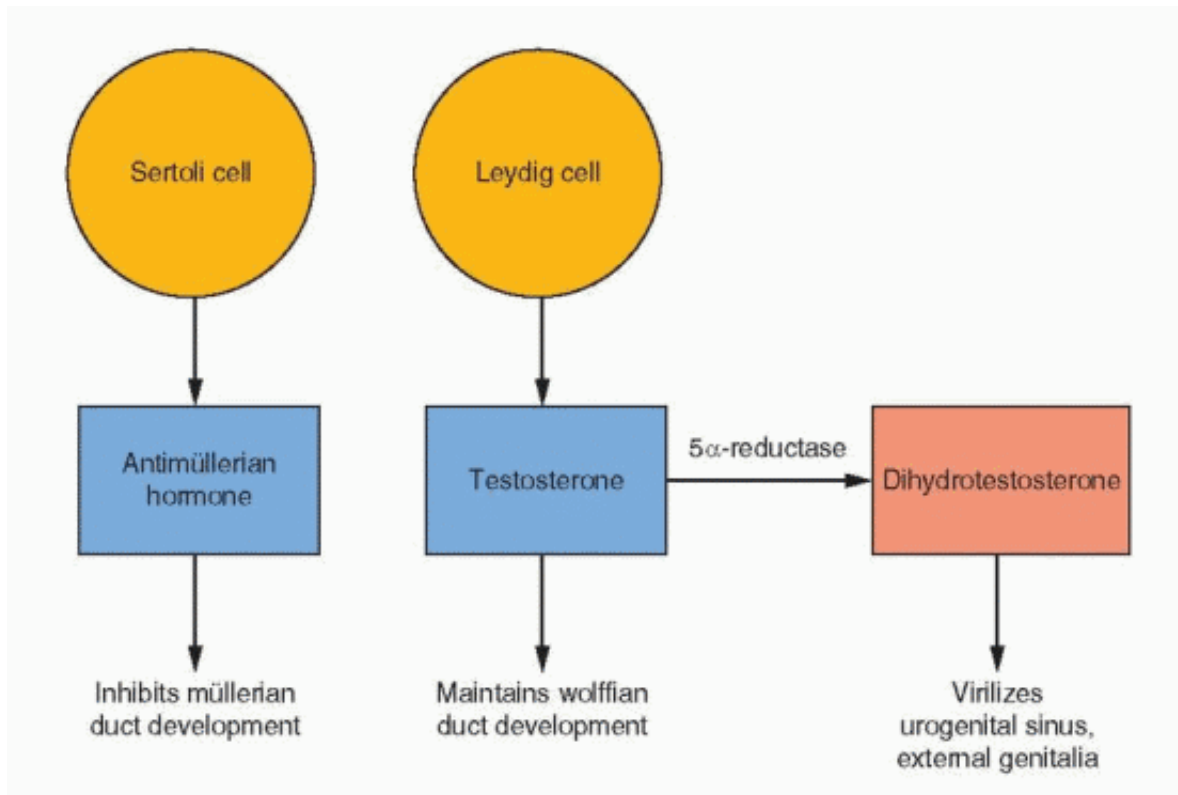 Sertoli cell
Leydig cell
Antimüllerian
hormone
Testosterone
5α-reductase
Dihydrotestosterone
Inhibits müllerian
duct development
Maintains wolffian
duct development
Virilizes
urogenital sinus,
external genitalia